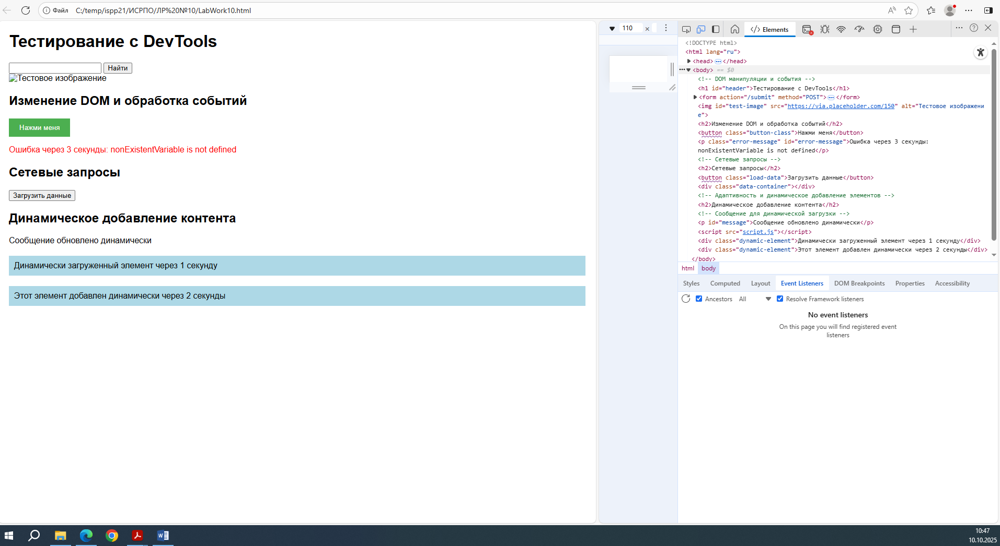 Файл
C:/temp/ispp21/ИСРПО/ЛР%20№10/LabWork10.html
Тестирование с DevTools
Найти
Тестовое изображение
Изменение DOM и обработка событий
Нажми меня
Ошибка через 3 секунды: nonExistentVariable is not defined
Сетевые запросы
Загрузить данные
Динамическое добавление контента
Сообщение обновлено динамически
Динамически загруженный элемент через 1 секунду
Этот элемент добавлен динамически через 2 секунды
110
×
Elements
<!DOCTYPE html>
<html lang="ru">
<head>…</head>
<body> == $0
<!-- DOM манипуляции и события -->
<h1 id="header">Тестирование с DevTools</h1>
<form action="/submit" method="POST">…</form>
<img id="test-image" src="https://via.placeholder.com/150" alt="Тестовое изображени
е">
<h2>Изменение DOM и обработка событий</h2>
<button class="button-class">Нажми меня</button>
<p class="error-message" id="error-message">Ошибка через 3 секунды:
nonExistentVariable is not defined</p>
<!-- Сетевые запросы -->
<h2>Сетевые запросы</h2>
<button class="load-data">Загрузить данные</button>
<div class="data-container"></div>
<!-- Адаптивность и динамическое добавление элементов -->
<h2>Динамическое добавление контента</h2>
<!-- Сообщение для динамической загрузки -->
<p id="message">Сообщение обновлено динамически</p>
<script src="script.js"></script>
<div class="dynamic-element">Динамически загруженный элемент через 1 секунду</div>
<div class="dynamic-element">Этот элемент добавлен динамически через 2 секунды</div>
</body>
html body
Styles Computed Layout Event Listeners DOM Breakpoints Properties Accessibility
Ancestors All Resolve Framework listeners
No event listeners
On this page you will find registered event
listeners
10:47
10.10.2025